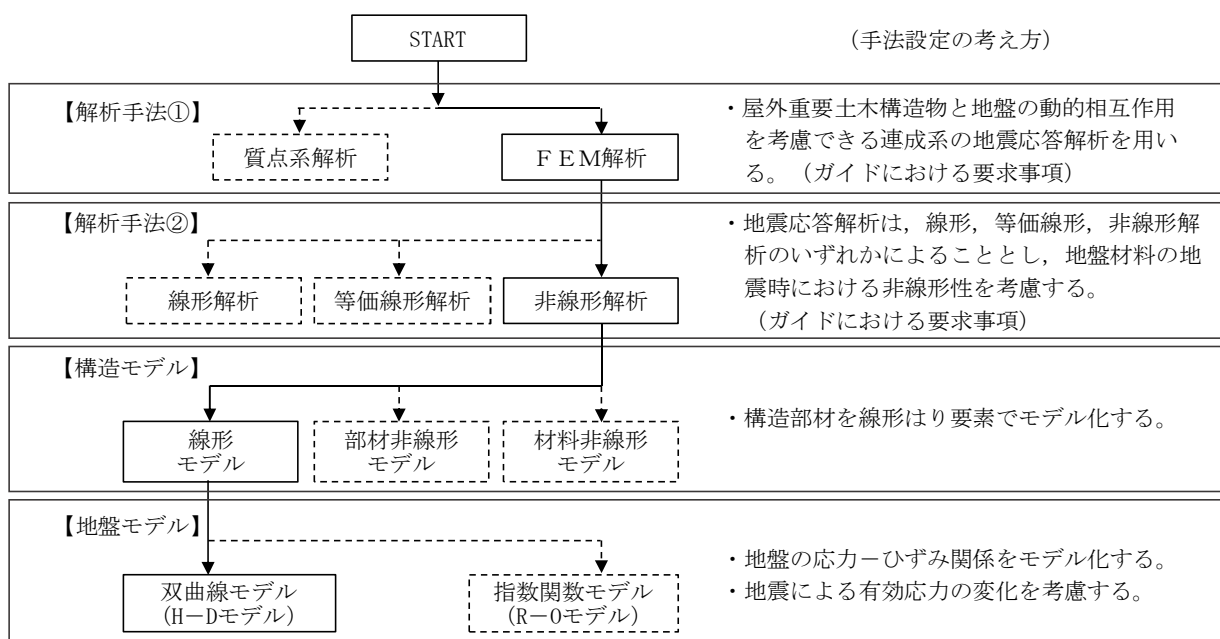 START
(手法設定の考え方)
【解析手法①】
質点系解析
ＦＥＭ解析
・屋外重要土木構造物と地盤の動的相互作用
を考慮できる連成系の地震応答解析を用い
る。（ガイドにおける要求事項）
【解析手法②】
線形解析
等価線形解析
非線形解析
・地震応答解析は，線形，等価線形，非線形解
析のいずれかによることとし，地盤材料の地
震時における非線形性を考慮する。
（ガイドにおける要求事項）
【構造モデル】
線形
モデル
部材非線形
モデル
材料非線形
モデル
・構造部材を線形はり要素でモデル化する。
【地盤モデル】
双曲線モデル
(H－Dモデル)
指数関数モデル
(R－Oモデル)
・地盤の応力－ひずみ関係をモデル化する。
・地震による有効応力の変化を考慮する。